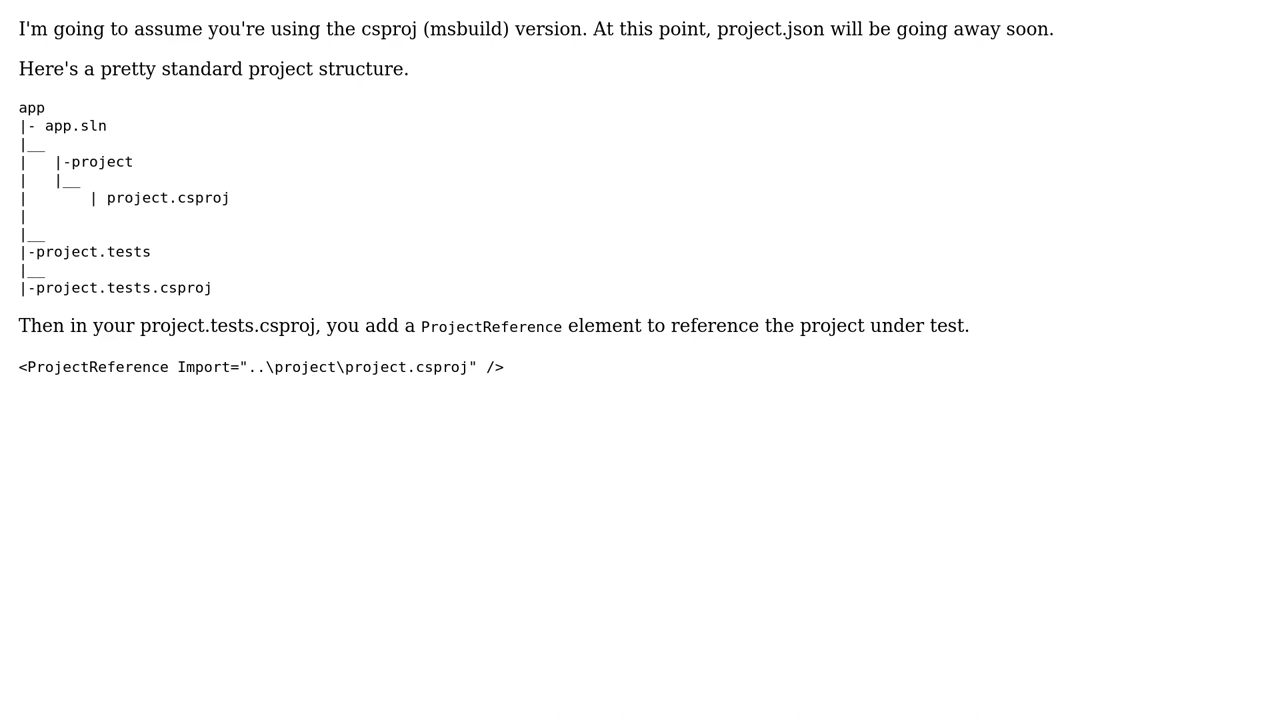 I'm going to assume you're using the csproj (msbuild) version. At this point, project.json will be going away soon.
Here's a pretty standard project structure.
app
|- app.sln
|__
|   |-project
|   |__
|       | project.csproj
|
|__
|-project.tests
|__
|-project.tests.csproj
Then in your project.tests.csproj, you add a ProjectReference element to reference the project under test.
<ProjectReference Import="..\project\project.csproj" />